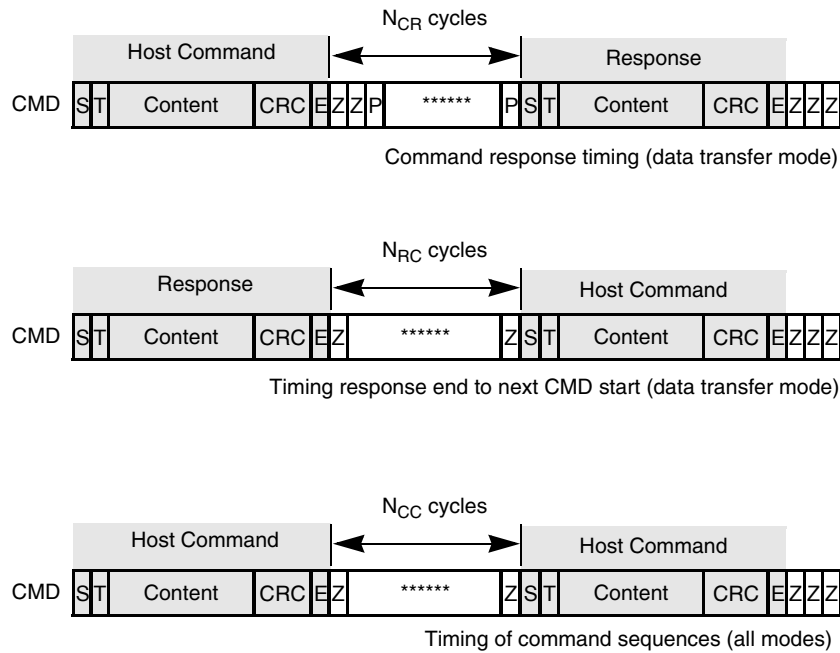 N_CR cycles
Host Command Response
CMD S T Content CRC E Z Z P ****** P S T Content CRC E Z Z Z
Command response timing (data transfer mode)
N_RC cycles
Response Host Command
CMD S T Content CRC E Z ****** Z S T Content CRC E Z Z Z
Timing response end to next CMD start (data transfer mode)
N_CC cycles
Host Command Host Command
CMD S T Content CRC E Z ****** Z S T Content CRC E Z Z Z
Timing of command sequences (all modes)